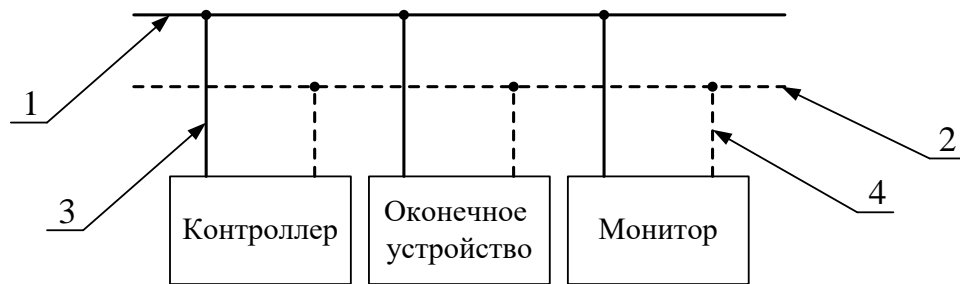 1
2
3
4
Контроллер
Оконечное
устройство
Монитор